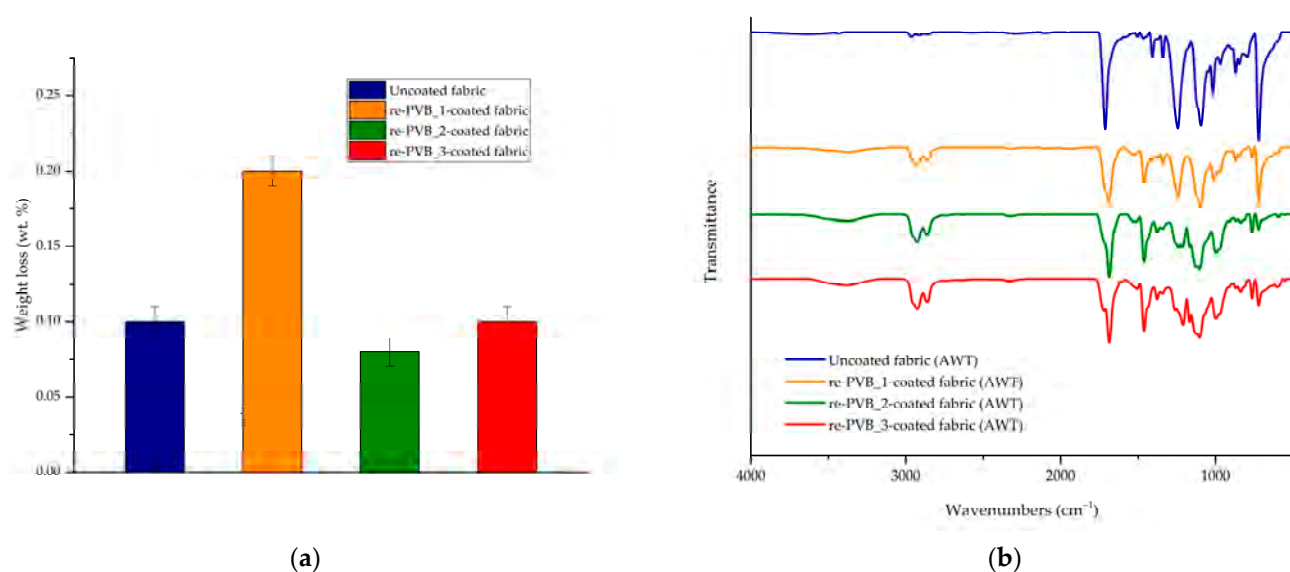 Weight loss (wt. %)
0.25
0.20
0.15
0.10
0.05
0.00
Uncoated fabric
re-PVB_1-coated fabric
re-PVB_2-coated fabric
re-PVB_3-coated fabric
(a)
Transmittance
Uncoated fabric (AWT)
re-PVB_1-coated fabric (AWT)
re-PVB_2-coated fabric (AWT)
re-PVB_3-coated fabric (AWT)
4000 3000 2000 1000
Wavenumbers (cm⁻¹)
(b)